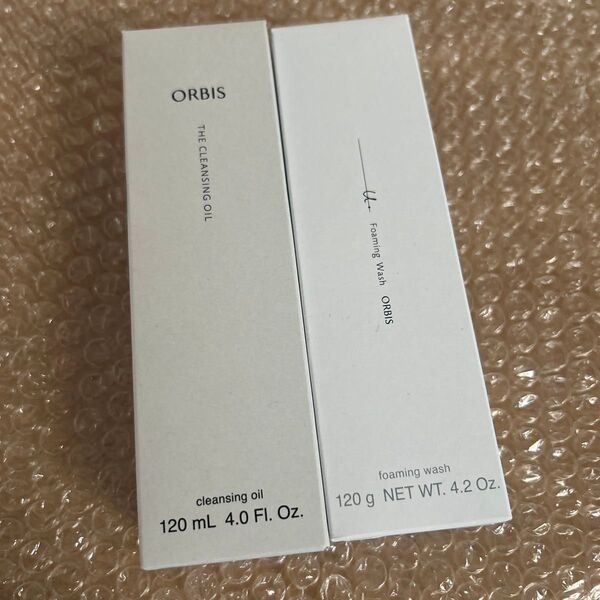 ORBIS
THE CLEANSING OIL
cleansing oil
120 mL 4.0 Fl. Oz.
U. Foaming Wash ORBIS
foaming wash
120 g NET WT. 4.2 Oz.